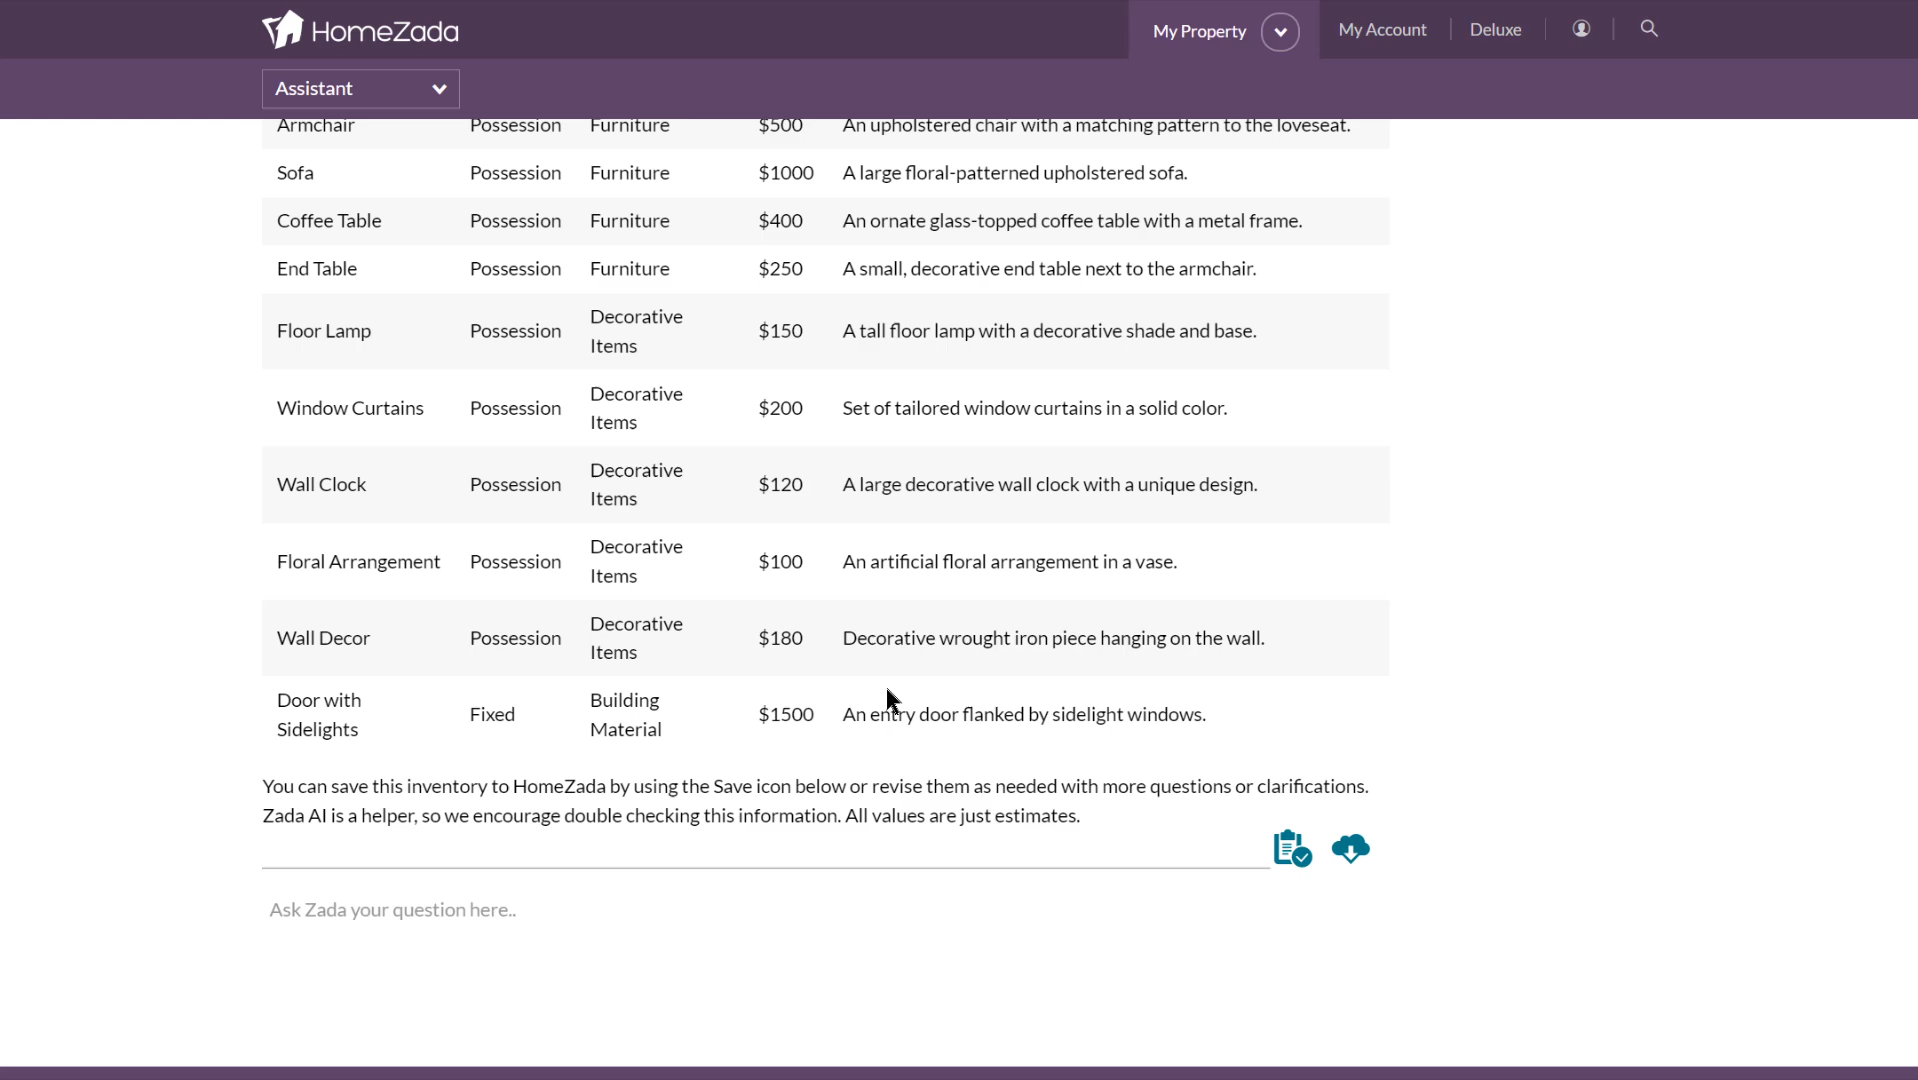 HomeZada
My Property
My Account
Deluxe
Assistant
Armchair Possession Furniture $500 An upholstered chair with a matching pattern to the loveseat.
Sofa Possession Furniture $1000 A large floral-patterned upholstered sofa.
Coffee Table Possession Furniture $400 An ornate glass-topped coffee table with a metal frame.
End Table Possession Furniture $250 A small, decorative end table next to the armchair.
Floor Lamp Possession Decorative Items $150 A tall floor lamp with a decorative shade and base.
Window Curtains Possession Decorative Items $200 Set of tailored window curtains in a solid color.
Wall Clock Possession Decorative Items $120 A large decorative wall clock with a unique design.
Floral Arrangement Possession Decorative Items $100 An artificial floral arrangement in a vase.
Wall Decor Possession Decorative Items $180 Decorative wrought iron piece hanging on the wall.
Door with Sidelights Fixed Building Material $1500 An entry door flanked by sidelight windows.
You can save this inventory to HomeZada by using the Save icon below or revise them as needed with more questions or clarifications.
Zada AI is a helper, so we encourage double checking this information. All values are just estimates.
Ask Zada your question here..